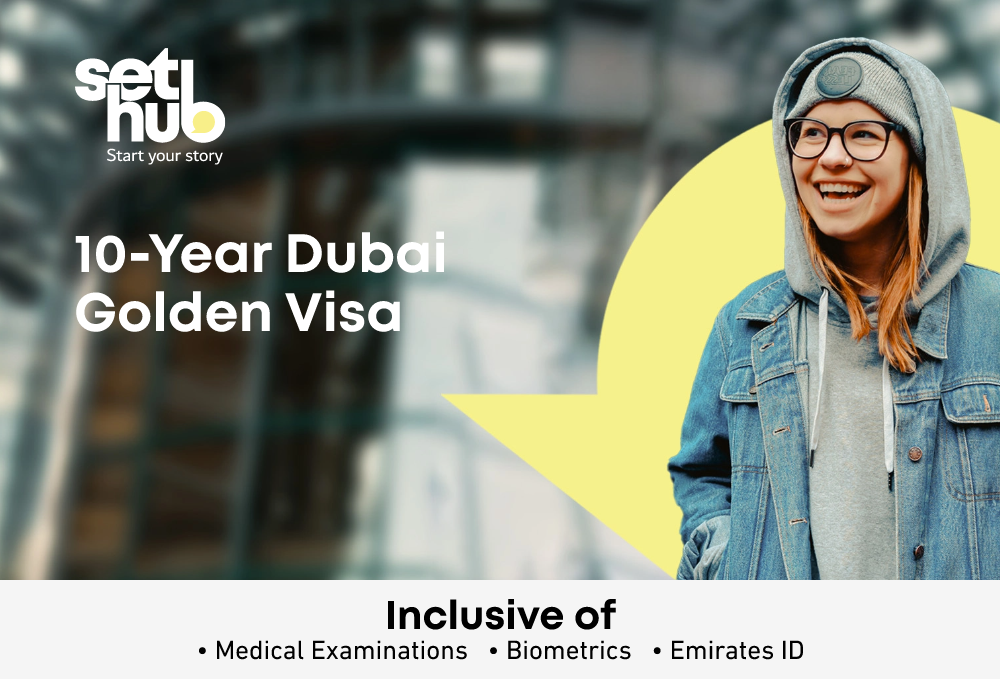 set
hub
Start your story
10-Year Dubai
Golden Visa
Inclusive of
• Medical Examinations • Biometrics • Emirates ID